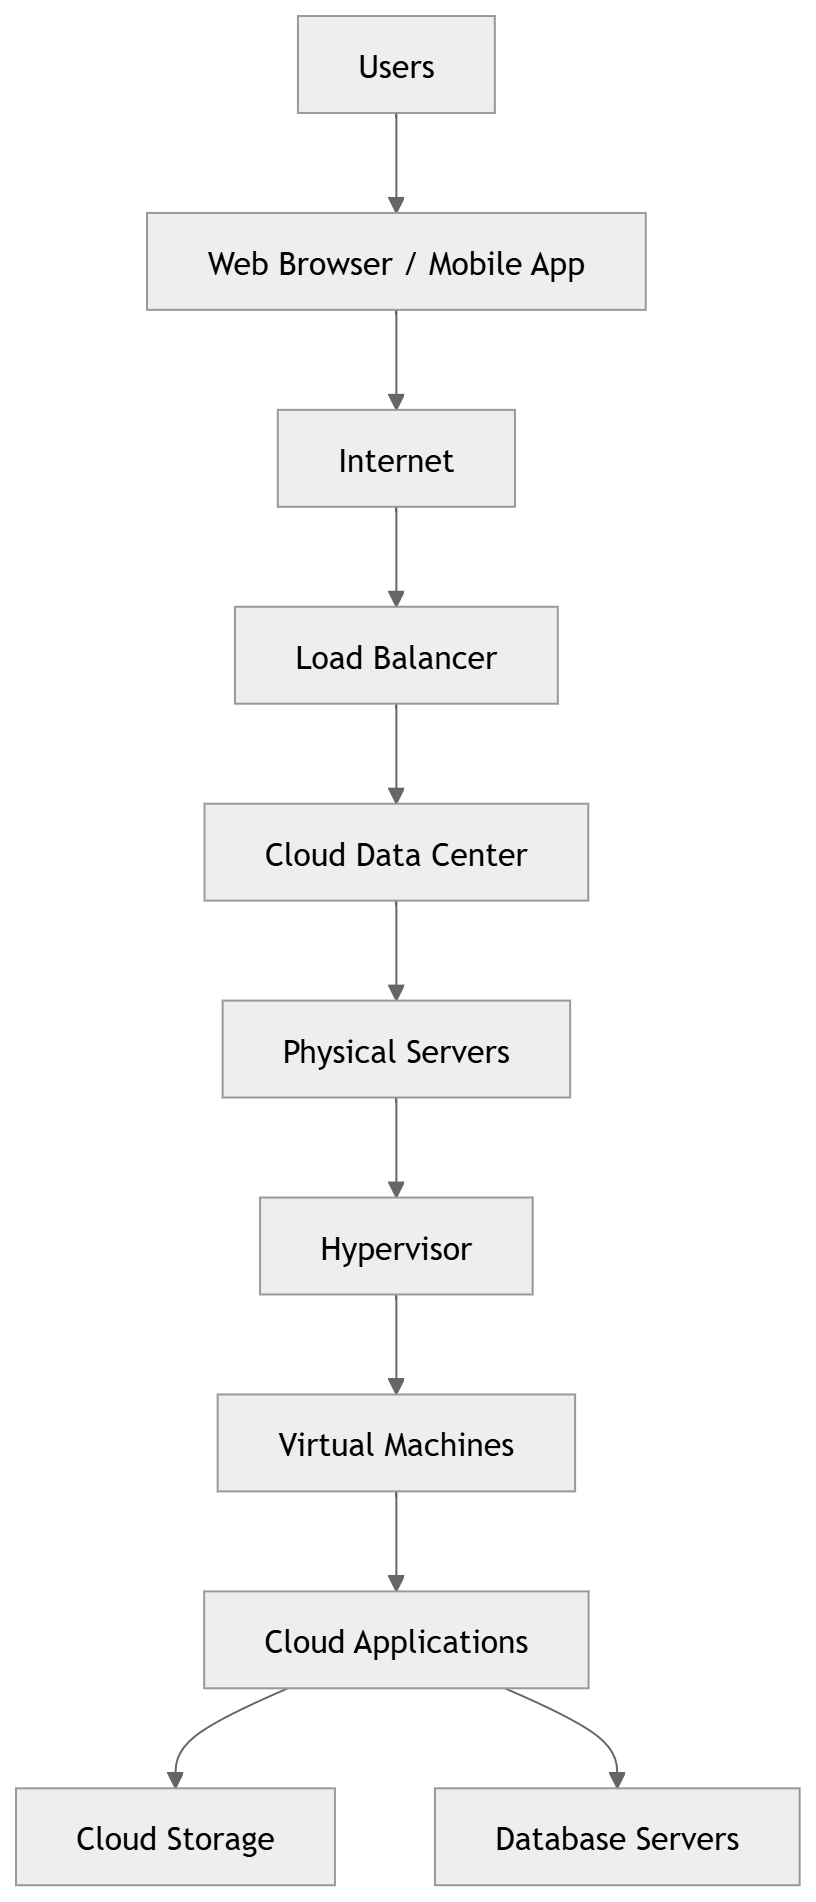 Users
Web Browser / Mobile App
Internet
Load Balancer
Cloud Data Center
Physical Servers
Hypervisor
Virtual Machines
Cloud Applications
Cloud Storage
Database Servers